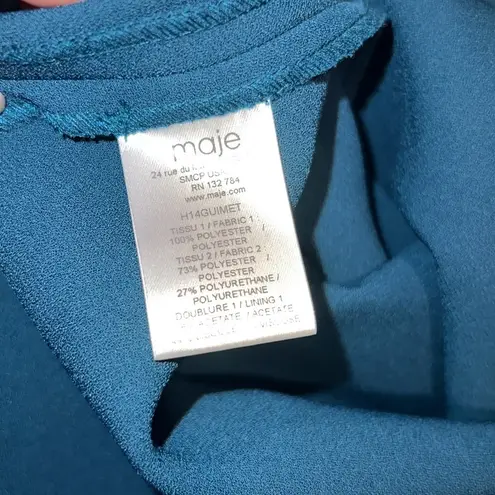 maje
24 rue du
SMCP US
RN 132 784
www.maje.com
H14GUIMET
TISSU 1 / FABRIC 1 :
100% POLYESTER /
POLYESTER
TISSU 2 / FABRIC 2 :
73% POLYESTER /
POLYESTER
27% POLYURETHANE /
POLYURETHANE
DOUBLURE 1 / LINING 1
ACETATE / ACETATE